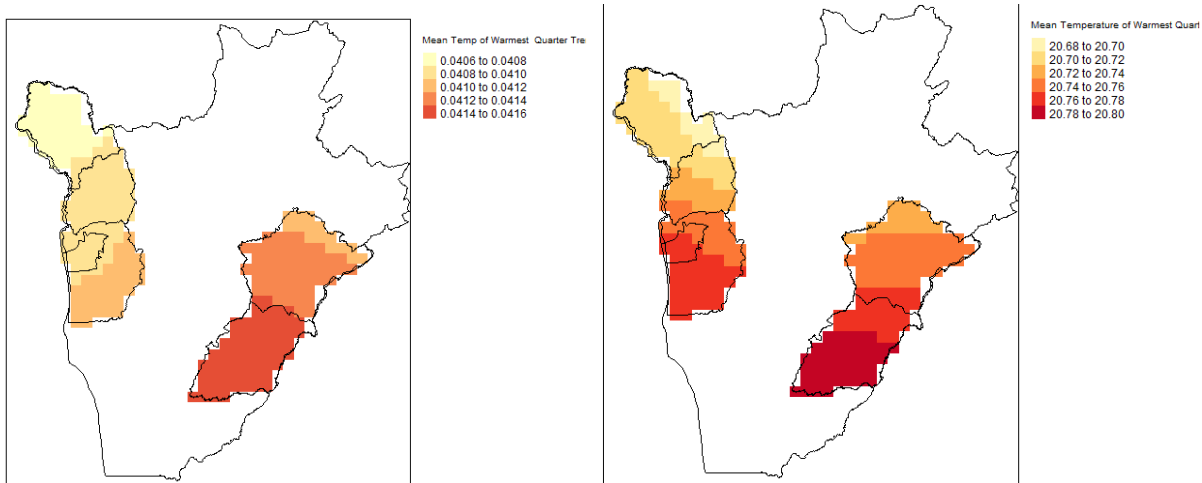 Mean Temp of Warmest Quarter Tre
0.0406 to 0.0408
0.0408 to 0.0410
0.0410 to 0.0412
0.0412 to 0.0414
0.0414 to 0.0416
Mean Temperature of Warmest Quart
20.68 to 20.70
20.70 to 20.72
20.72 to 20.74
20.74 to 20.76
20.76 to 20.78
20.78 to 20.80